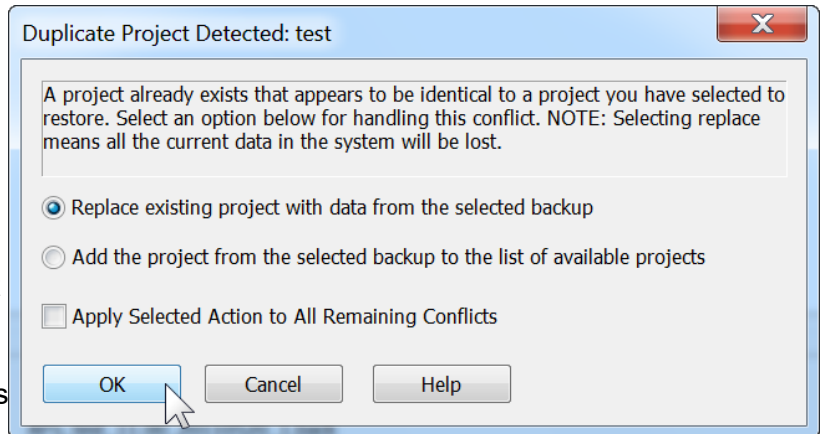 Duplicate Project Detected: test
A project already exists that appears to be identical to a project you have selected to
restore. Select an option below for handling this conflict. NOTE: Selecting replace
means all the current data in the system will be lost.
Replace existing project with data from the selected backup
Add the project from the selected backup to the list of available projects
Apply Selected Action to All Remaining Conflicts
OK Cancel Help
s